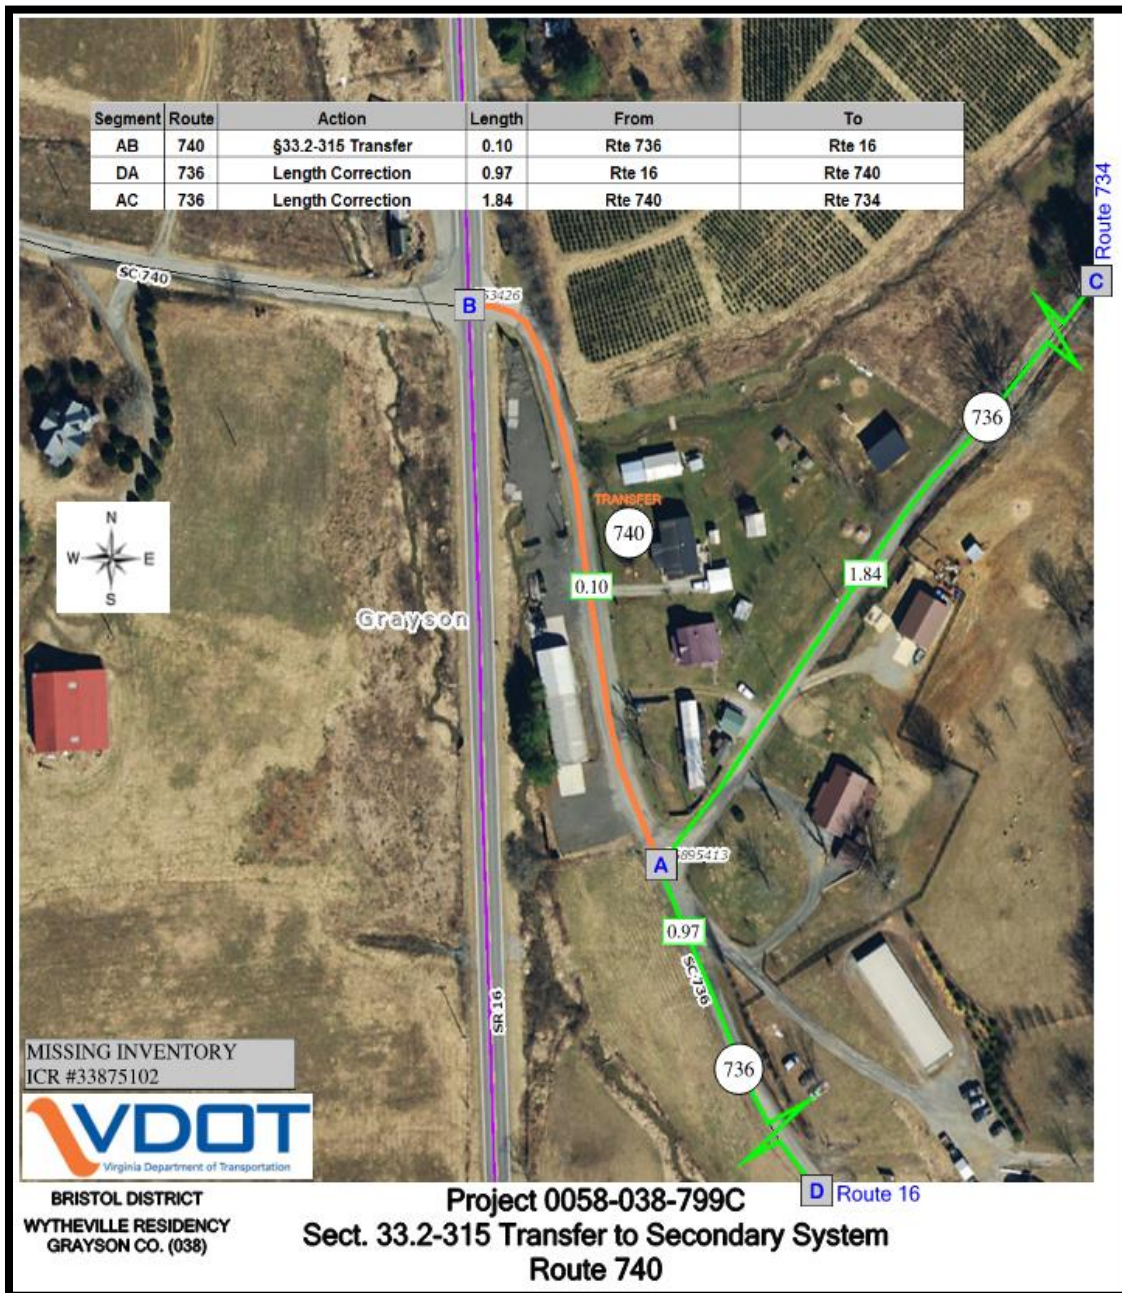 Segment Route Action Length From To
AB 740 §33.2-315 Transfer 0.10 Rte 736 Rte 16
DA 736 Length Correction 0.97 Rte 16 Rte 740
AC 736 Length Correction 1.84 Rte 740 Rte 734
Route 734
SC 740
B
53426
C
736
N
W E
S
TRANSFER
740
0.10
1.84
Grayson
A
895413
0.97
SC 736
SR 16
736
MISSING INVENTORY
ICR #33875102
VDOT
Virginia Department of Transportation
D Route 16
BRISTOL DISTRICT
WYTHEVILLE RESIDENCY
GRAYSON CO. (038)
Project 0058-038-799C
Sect. 33.2-315 Transfer to Secondary System
Route 740